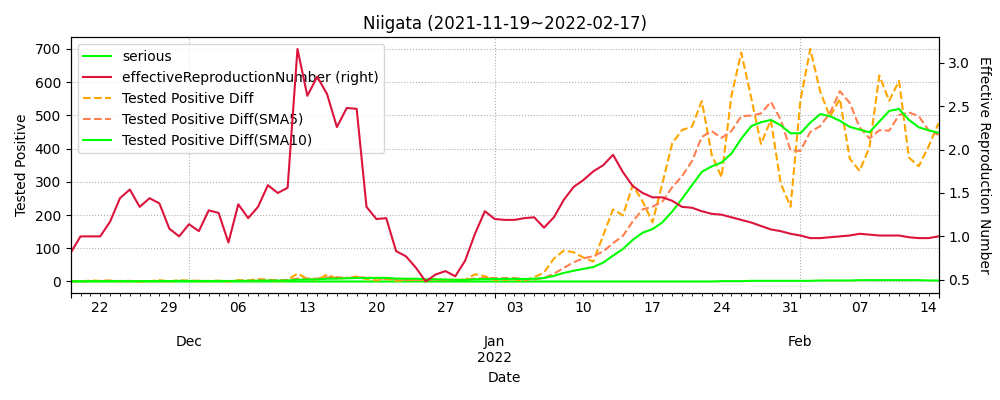 Niigata (2021-11-19~2022-02-17)
serious
effectiveReproductionNumber (right)
Tested Positive Diff
Tested Positive Diff(SMA5)
Tested Positive Diff(SMA10)
Tested Positive
700
600
500
400
300
200
100
0
3.0
2.5
2.0
1.5
1.0
0.5
Effective Reproduction Number
22 29 06 13 20 27 03 10 17 24 31 07 14
Dec Jan Feb
2022
Date